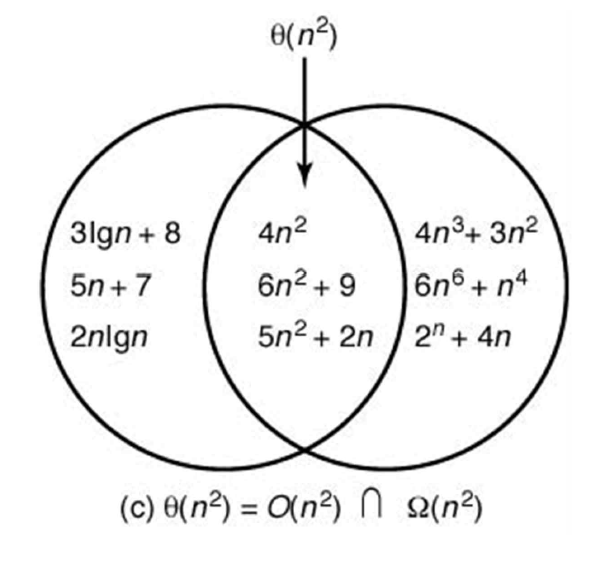 θ(n²)
3lgn + 8
4n²
4n³+ 3n²
5n + 7
6n² + 9
6n⁶ + n⁴
2nlgn
5n² + 2n
2ⁿ + 4n
(c) θ(n²) = O(n²) ∩ Ω(n²)